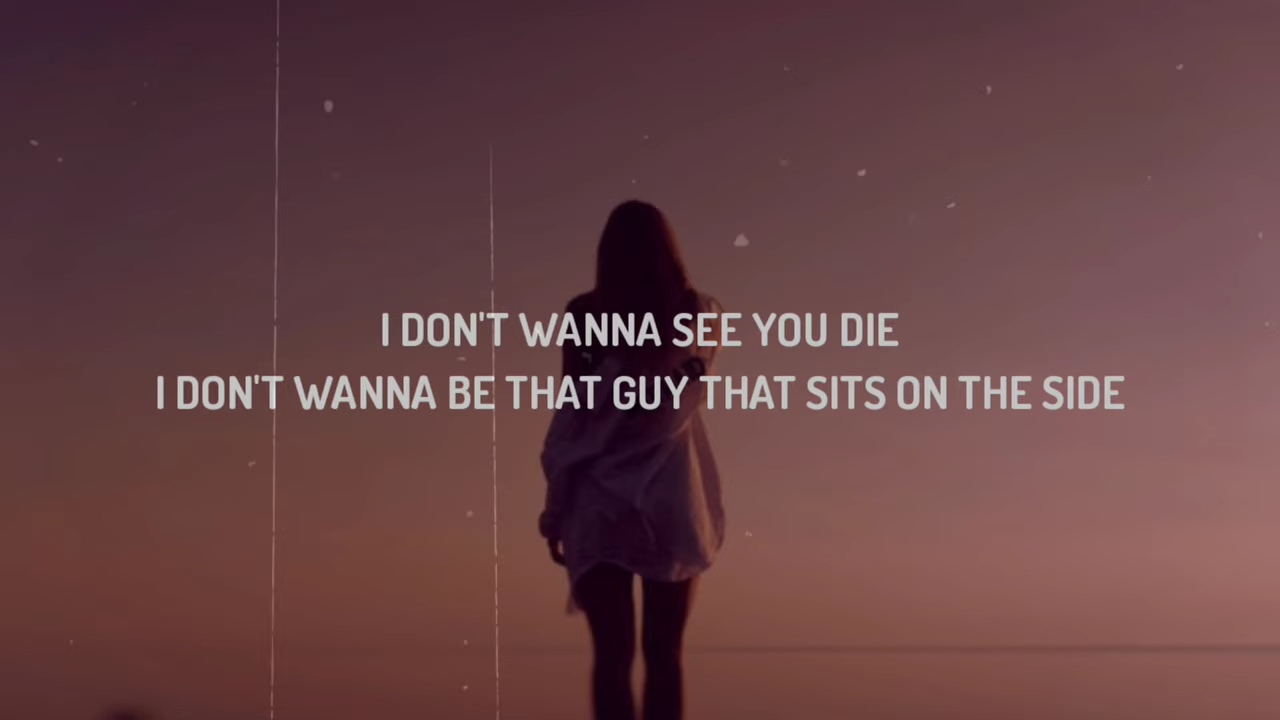 I DON'T WANNA SEE YOU DIE
I DON'T WANNA BE THAT GUY THAT SITS ON THE SIDE